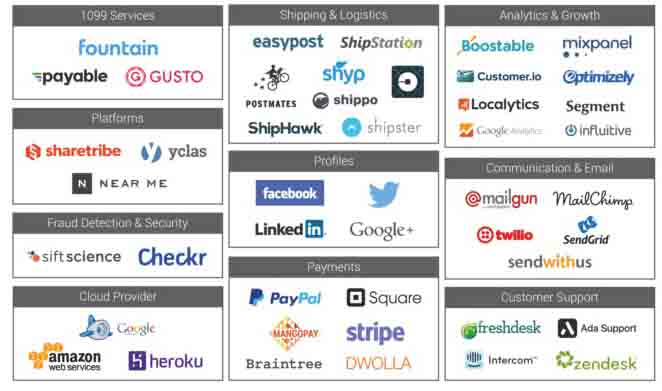 1099 Services
fountain
payable GUSTO
Platforms
sharetribe yclas
N NEAR ME
Fraud Detection & Security
sift science Checkr
Cloud Provider
Google
amazon
web services
heroku
Shipping & Logistics
easypost ShipStation
POSTMATES
shyp
shippo
ShipHawk shipster
Profiles
facebook
LinkedIn Google+
Payments
PayPal Square
MANGOPAY stripe
Braintree DWOLLA
Analytics & Growth
Boostable mixpanel
Customer.io Optimizely
Localytics Segment
Google Analytics influitive
Communication & Email
@mailgun MailChimp
twilio SendGrid
sendwithus
Customer Support
freshdesk Ada Support
Intercom™ zendesk